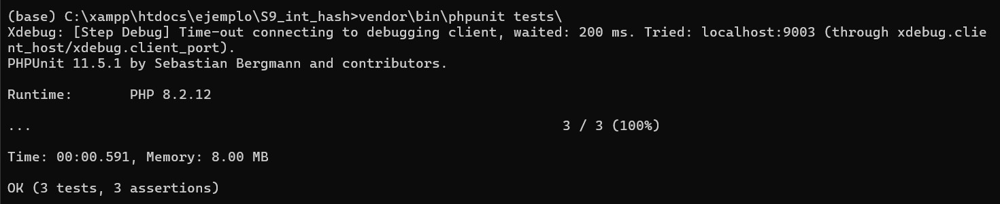 (base) C:\xampp\htdocs\ejemplo\S9_int_hash>vendor\bin\phpunit tests\
Xdebug: [Step Debug] Time-out connecting to debugging client, waited: 200 ms. Tried: localhost:9003 (through xdebug.clie
nt_host/xdebug.client_port).
PHPUnit 11.5.1 by Sebastian Bergmann and contributors.
Runtime:       PHP 8.2.12
...                                                                 3 / 3 (100%)
Time: 00:00.591, Memory: 8.00 MB
OK (3 tests, 3 assertions)